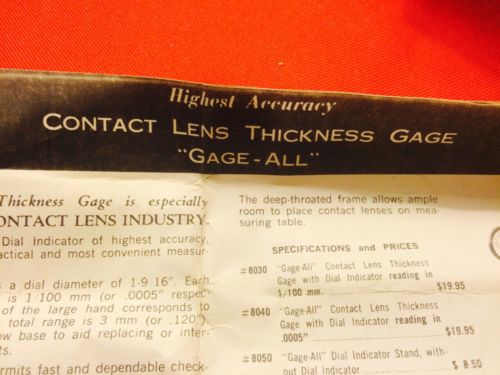 Highest Accuracy
CONTACT LENS THICKNESS GAGE
"GAGE-ALL"
Thickness Gage is especially
CONTACT LENS INDUSTRY.
Dial Indicator of highest accuracy,
actical and most convenient measur-
s a dial diameter of 1-9 16". Each
is 1/100 mm (or .0005" respec-
of the large hand corresponds to
total range is 3 mm (or .120").
ew base to aid replacing or inter-
ts.
rmits fast and dependable check-
The deep-throated frame allows ample
room to place contact lenses on mea-
suring table.
SPECIFICATIONS and PRICES
#8030 "Gage-All" Contact Lens Thickness
Gage with Dial Indicator reading in
1/100 mm. $19.95
#8040 "Gage-All" Contact Lens Thickness
Gage with Dial Indicator reading in
.0005" $19.95
#8050 "Gage-All" Dial Indicator Stand, with-
out Dial Indicator $ 8.50